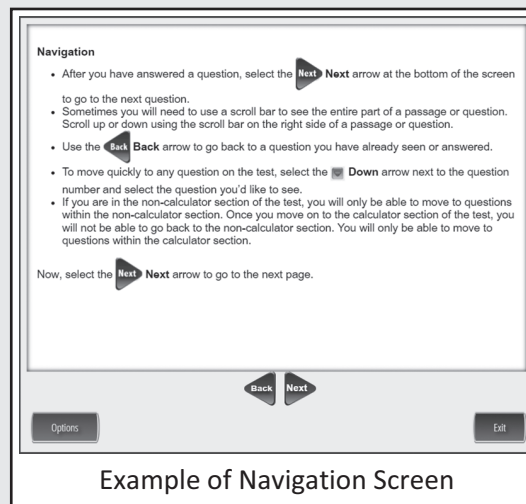 Navigation
• After you have answered a question, select the Next Next arrow at the bottom of the screen
to go to the next question.
• Sometimes you will need to use a scroll bar to see the entire part of a passage or question.
Scroll up or down using the scroll bar on the right side of a passage or question.
• Use the Back Back arrow to go back to a question you have already seen or answered.
• To move quickly to any question on the test, select the Down arrow next to the question
number and select the question you'd like to see.
• If you are in the non-calculator section of the test, you will only be able to move to questions
within the non-calculator section. Once you move on to the calculator section of the test, you
will not be able to go back to the non-calculator section. You will only be able to move to
questions within the calculator section.
Now, select the Next Next arrow to go to the next page.
Back Next
Options Exit
Example of Navigation Screen